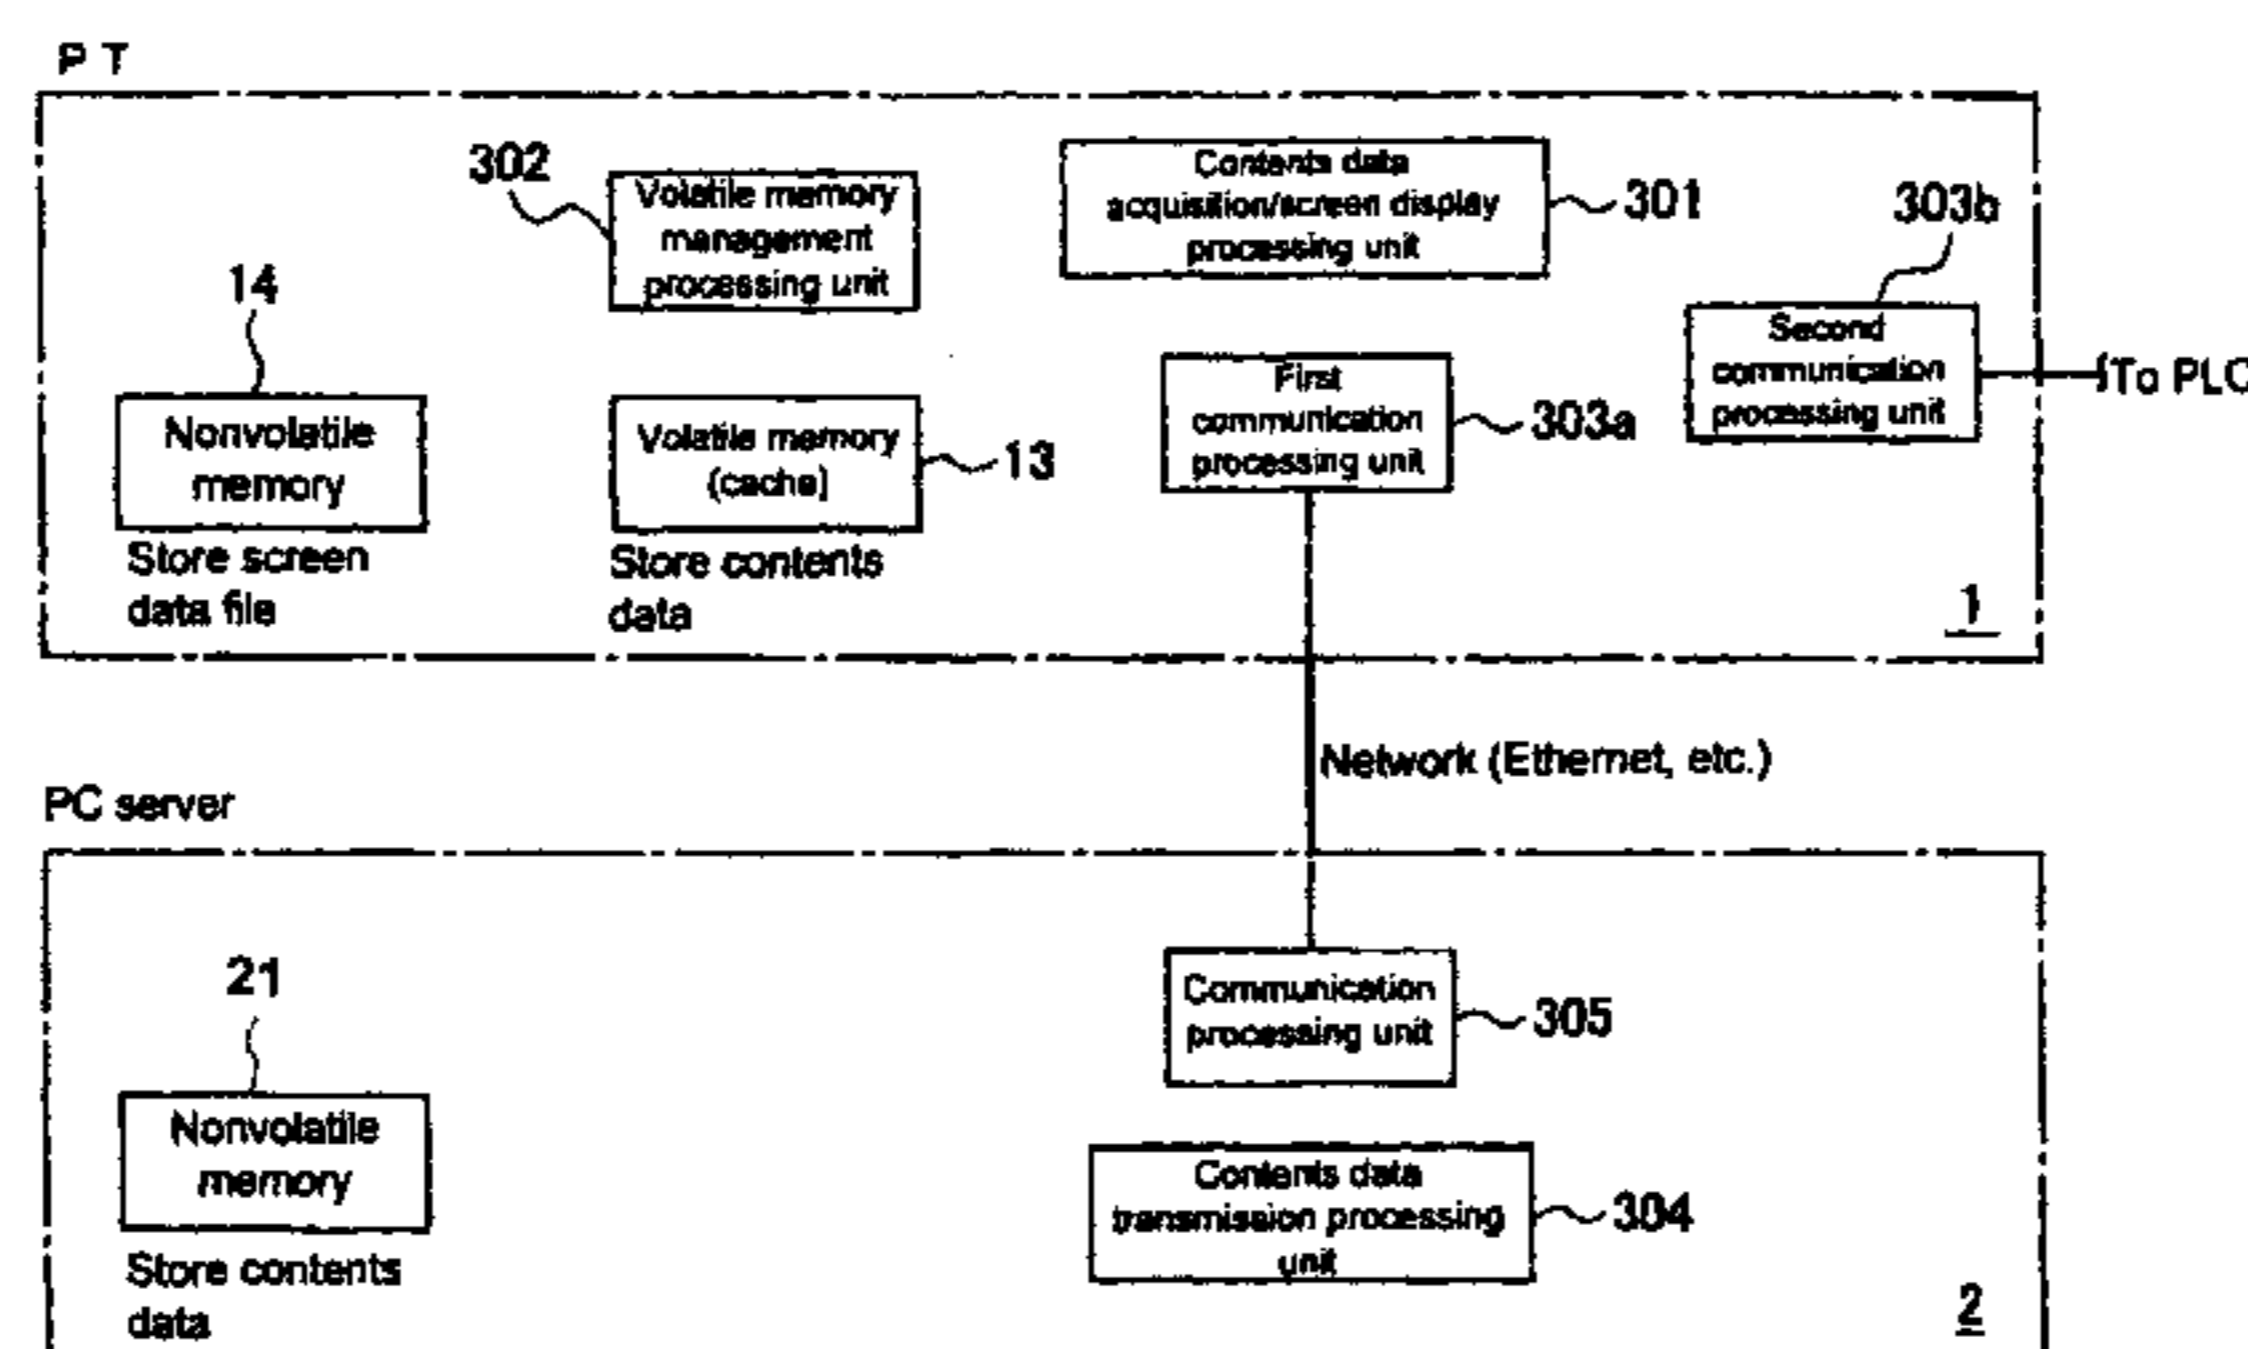 P T
302
Volatile memory
management
processing unit
Contents data
acquisition/screen display
processing unit
301
303b
14
Second
communication
processing unit
To PLC
Nonvolatile
memory
Store screen
data file
Volatile memory
(cache)
13
Store contents
data
First
communication
processing unit
303a
1
Network (Ethernet, etc.)
PC server
21
Nonvolatile
memory
Store contents
data
Communication
processing unit
305
Contents data
transmission processing
unit
304
2